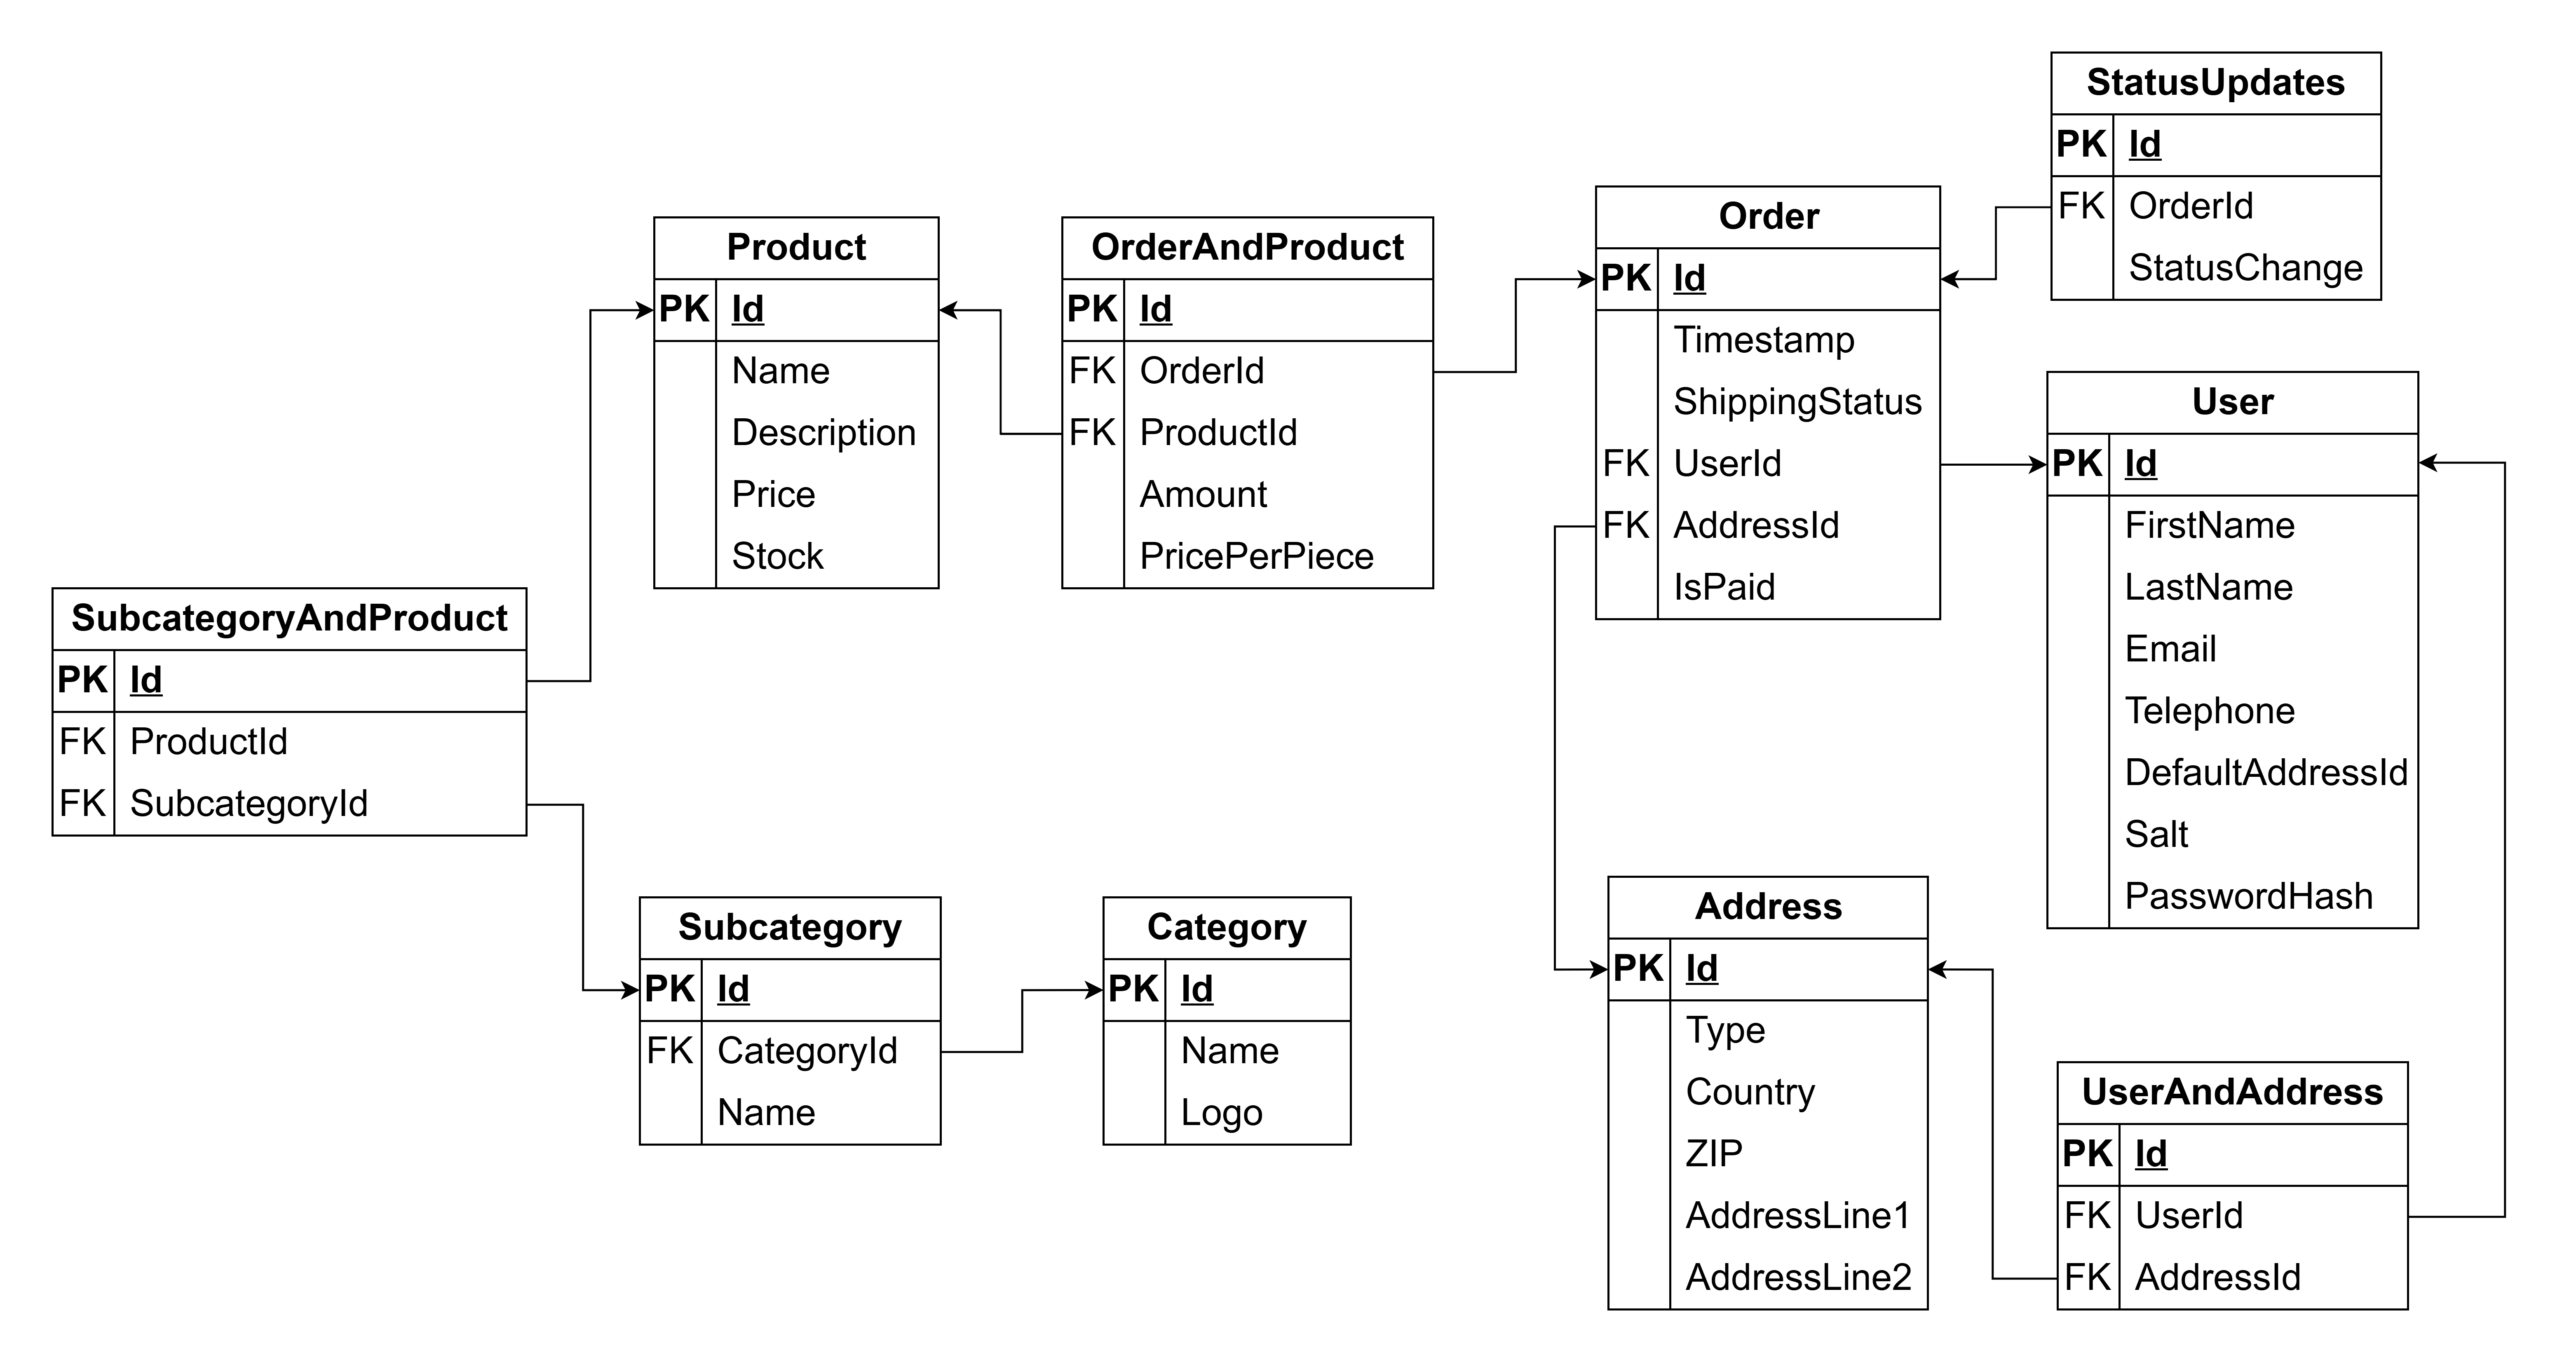 StatusUpdates
PK Id
FK OrderId
StatusChange
Order
PK Id
Timestamp
ShippingStatus
FK UserId
FK AddressId
IsPaid
Product
PK Id
Name
Description
Price
Stock
OrderAndProduct
PK Id
FK OrderId
FK ProductId
Amount
PricePerPiece
User
PK Id
FirstName
LastName
Email
Telephone
DefaultAddressId
Salt
PasswordHash
SubcategoryAndProduct
PK Id
FK ProductId
FK SubcategoryId
Subcategory
PK Id
FK CategoryId
Name
Category
PK Id
Name
Logo
Address
PK Id
Type
Country
ZIP
AddressLine1
AddressLine2
UserAndAddress
PK Id
FK UserId
FK AddressId